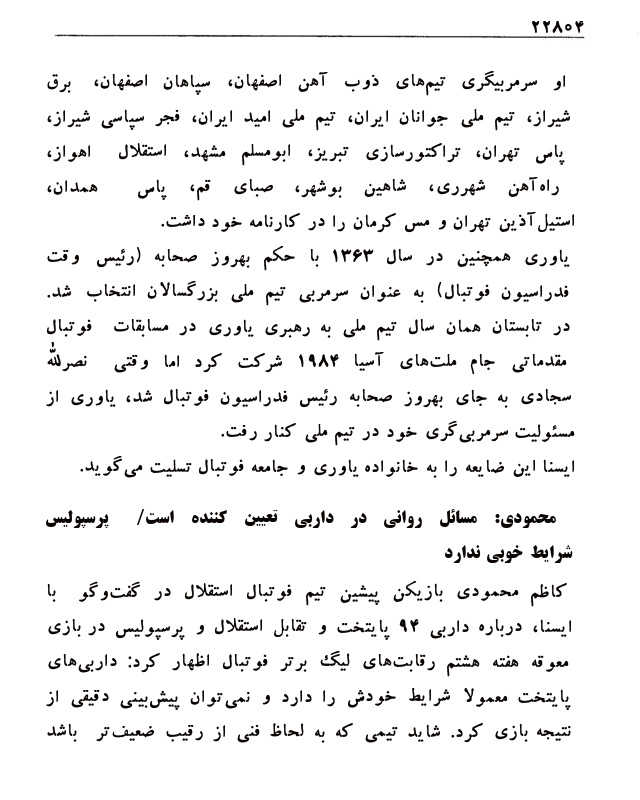 ۲۲۸۰۴
او سرمربیگری تیم‌های ذوب آهن اصفهان، سپاهان اصفهان، برق
شیراز، تیم ملی جوانان ایران، تیم ملی امید ایران، فجر سپاسی شیراز،
پاس تهران، تراکتورسازی تبریز، ابومسلم مشهد، استقلال اهواز،
راه‌آهن شهرری، شاهین بوشهر، صبای قم، پاس همدان،
استیل‌آذین تهران و مس کرمان را در کارنامه خود داشت.
یاوری همچنین در سال ۱۳۶۳ با حکم بهروز صحابه (رئیس وقت
فدراسیون فوتبال) به عنوان سرمربی تیم ملی بزرگسالان انتخاب شد.
در تابستان همان سال تیم ملی به رهبری یاوری در مسابقات فوتبال
مقدماتی جام ملت‌های آسیا ۱۹۸۴ شرکت کرد اما وقتی نصرالله
سجادی به جای بهروز صحابه رئیس فدراسیون فوتبال شد، یاوری از
مسئولیت سرمربی‌گری خود در تیم ملی کنار رفت.
ایسنا این ضایعه را به خانواده یاوری و جامعه فوتبال تسلیت می‌گوید.
محمودی: مسائل روانی در داربی تعیین کننده است/ پرسپولیس
شرایط خوبی ندارد
کاظم محمودی بازیکن پیشین تیم فوتبال استقلال در گفت‌وگو با
ایسنا، درباره داربی ۹۴ پایتخت و تقابل استقلال و پرسپولیس در بازی
معوقه هفته هشتم رقابت‌های لیگ برتر فوتبال اظهار کرد: داربی‌های
پایتخت معمولا شرایط خودش را دارد و نمی‌توان پیش‌بینی دقیقی از
نتیجه بازی کرد. شاید تیمی که به لحاظ فنی از رقیب ضعیف‌تر باشد